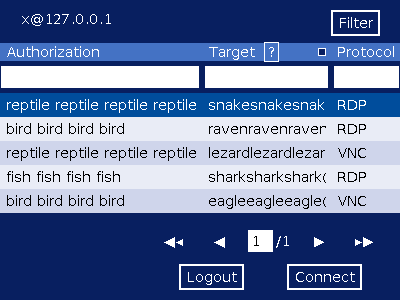 x@127.0.0.1
Filter
Authorization Target ? Protocol
reptile reptile reptile reptile snakesnakesnak RDP
bird bird bird bird ravenravenraven RDP
reptile reptile reptile reptile lezardlezardlezar VNC
fish fish fish fish sharksharkshark( RDP
bird bird bird bird eagleeagleeagle( VNC
◀◀ ◀ 1 /1 ▶ ▶▶
Logout Connect